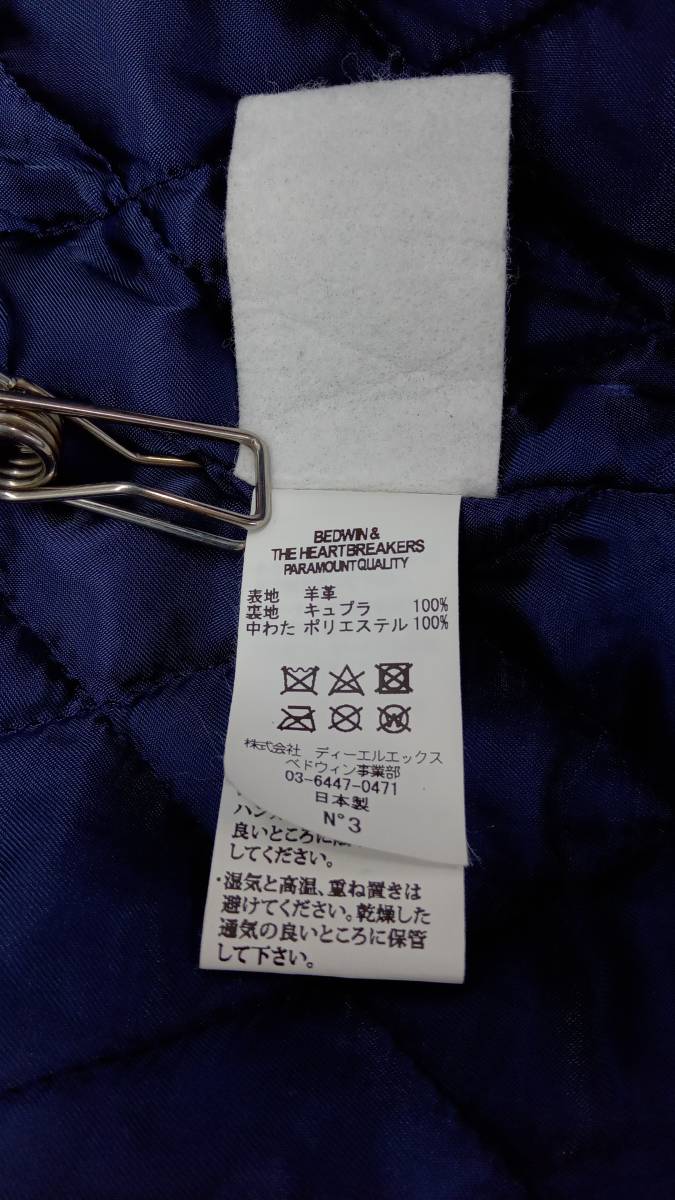 BEDWIN &
THE HEARTBREAKERS
PARAMOUNT QUALITY
表地 羊革
裏地 キュプラ 100%
中わた ポリエステル 100%
W
株式会社 ディーエルエックス
ベドウィン事業部
03-6447-0471
日本製
N°3
良いところに
してください。
・湿気と高温、重ね置きは
避けてください。乾燥した
通気の良いところに保管
して下さい。